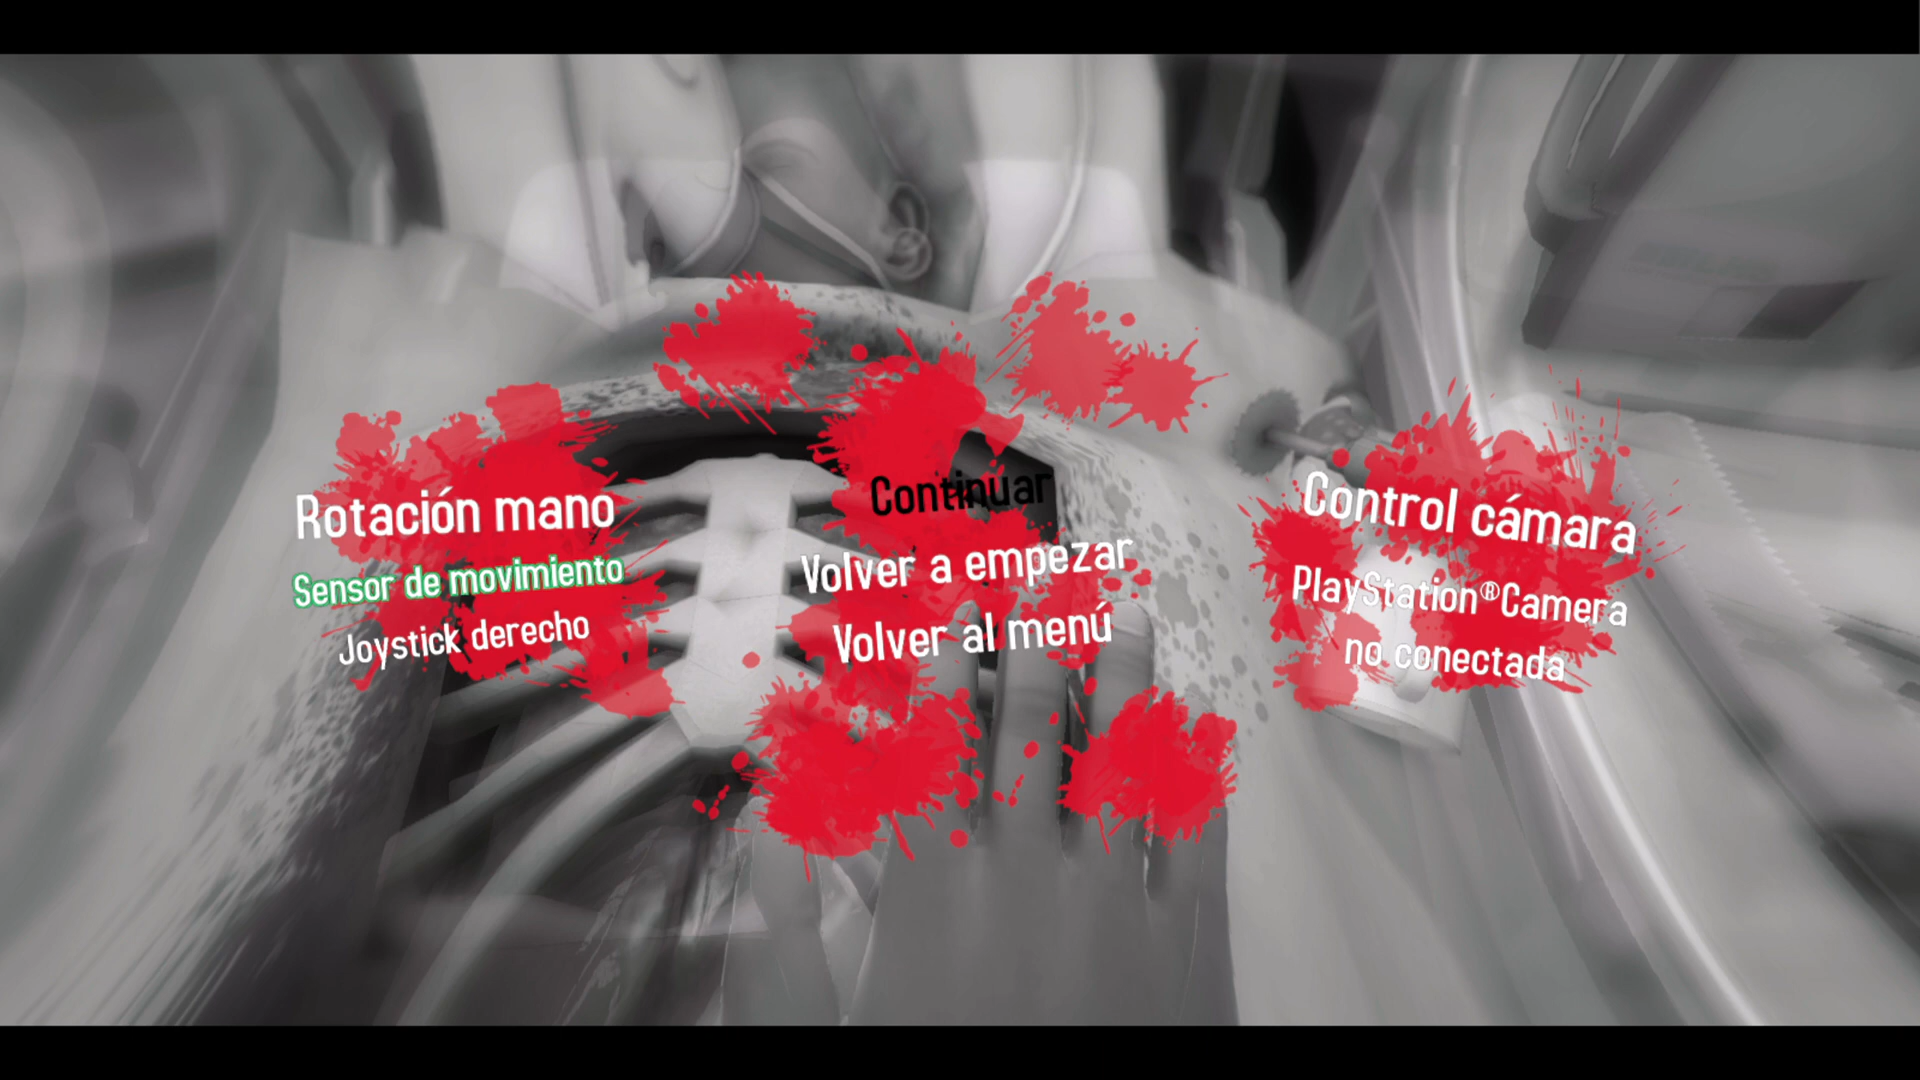 Rotación mano
Sensor de movimiento
Joystick derecho
Continuar
Volver a empezar
Volver al menú
Control cámara
PlayStation®Camera
no conectada